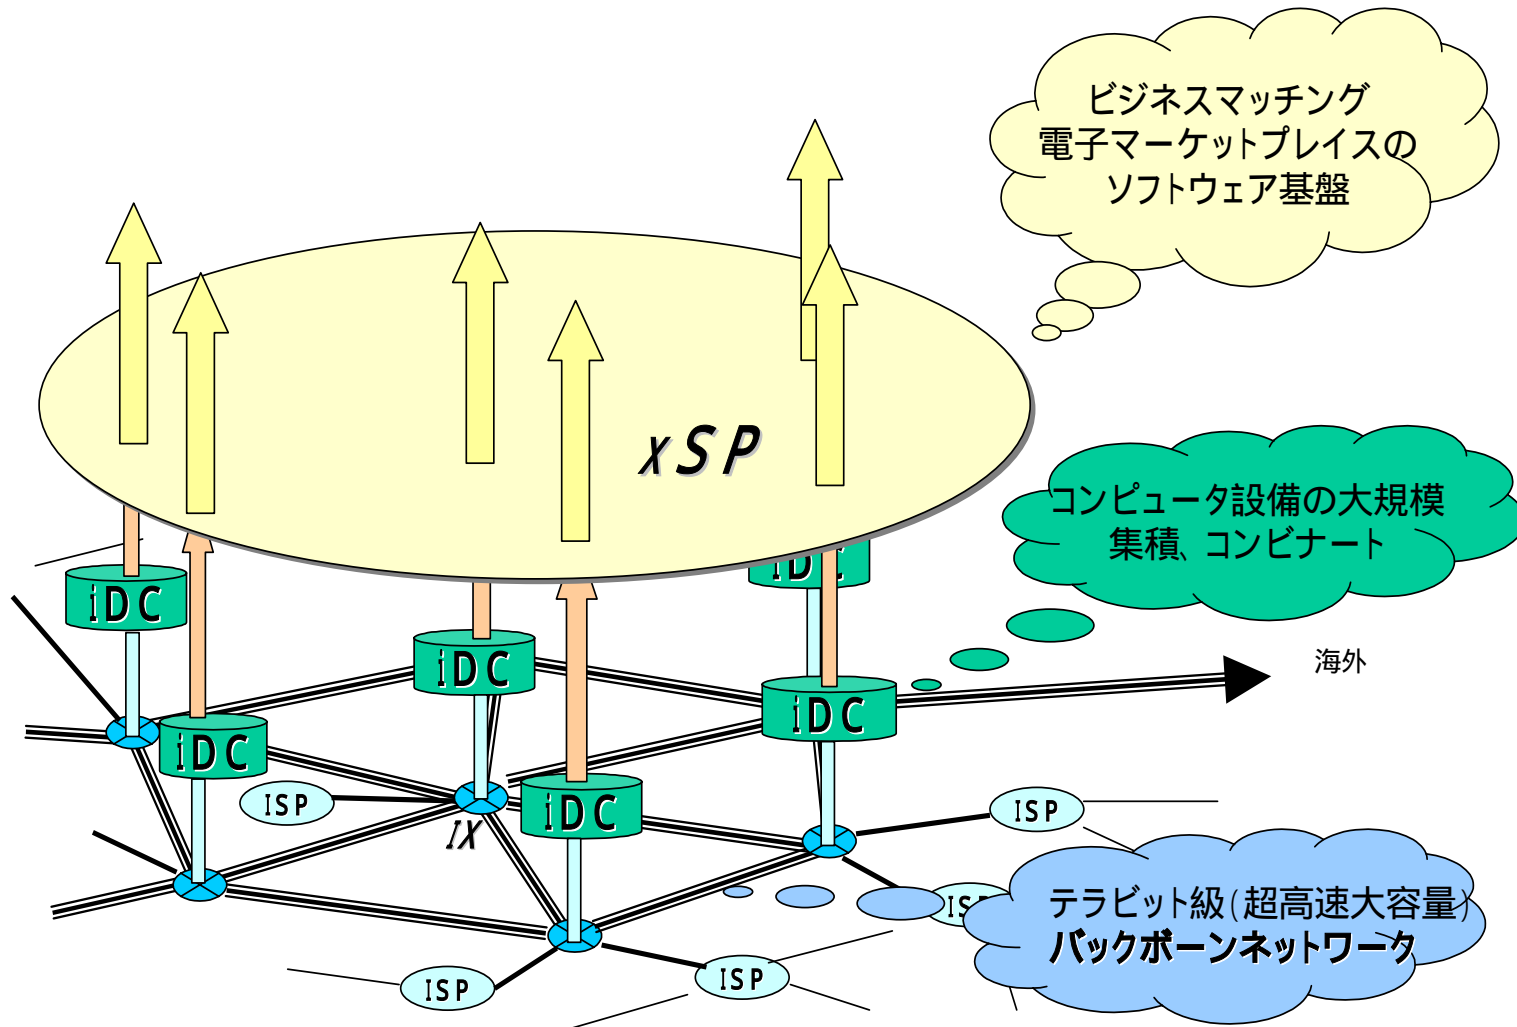 ビジネスマッチング
電子マーケットプレイスの
ソフトウェア基盤
xSP
コンピュータ設備の大規模
集積、コンビナート
iDC
iDC
iDC
海外
iDC
iDC
iDC
ISP
ISP
IX
ISP
テラビット級(超高速大容量)
バックボーンネットワータ
ISP
ISP